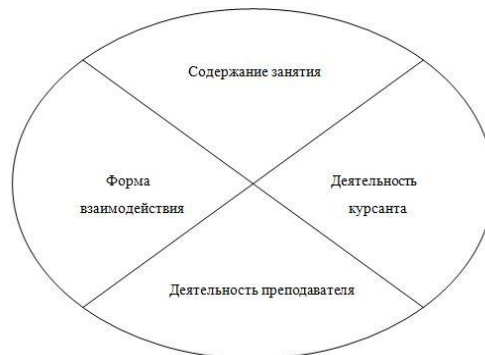 Содержание занятия
Форма
взаимодействия
Деятельность
курсанта
Деятельность преподавателя